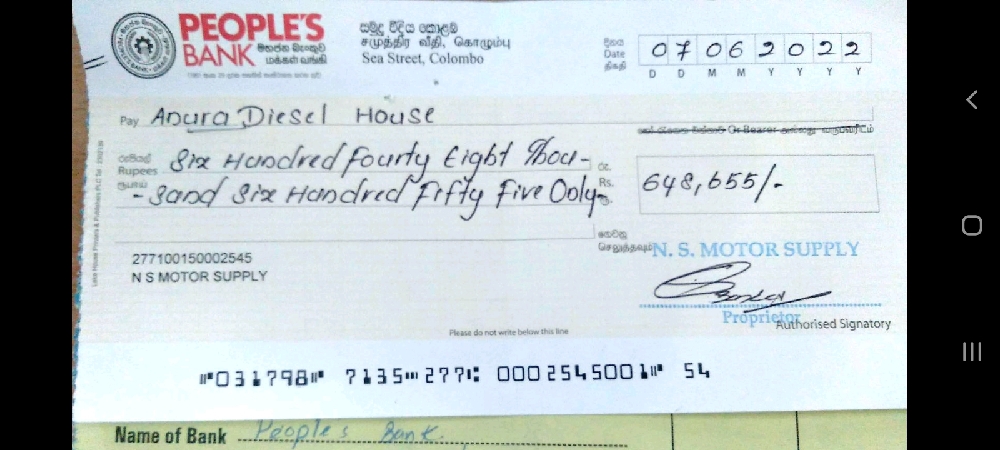 PEOPLE'S
BANK මහජන බැංකුව
மக்கள் வங்கி
සමුද්‍ර වීදිය කොළඹ
சமுத்திர வீதி, கொழும்பு
Sea Street, Colombo
දිනය
Date
திகதி
07062022
D D M M Y Y Y Y
Pay Anura Diesel House
Or Bearer
රුපියල්
Rupees Six Hundred Fourty Eight Thou-
ரூபாய் -sand Six Hundred Fifty Five Only-
රු.
Rs. 648,655/-
ரூ.
ගෙවනු
செலுத்தவும்
N. S. MOTOR SUPPLY
277100150002545
N S MOTOR SUPPLY
Proprietor
Authorised Signatory
Please do not write below this line
⑈031798⑈ 7135⑉277⑆ 0002545001⑈ 54
Name of Bank People's Bank